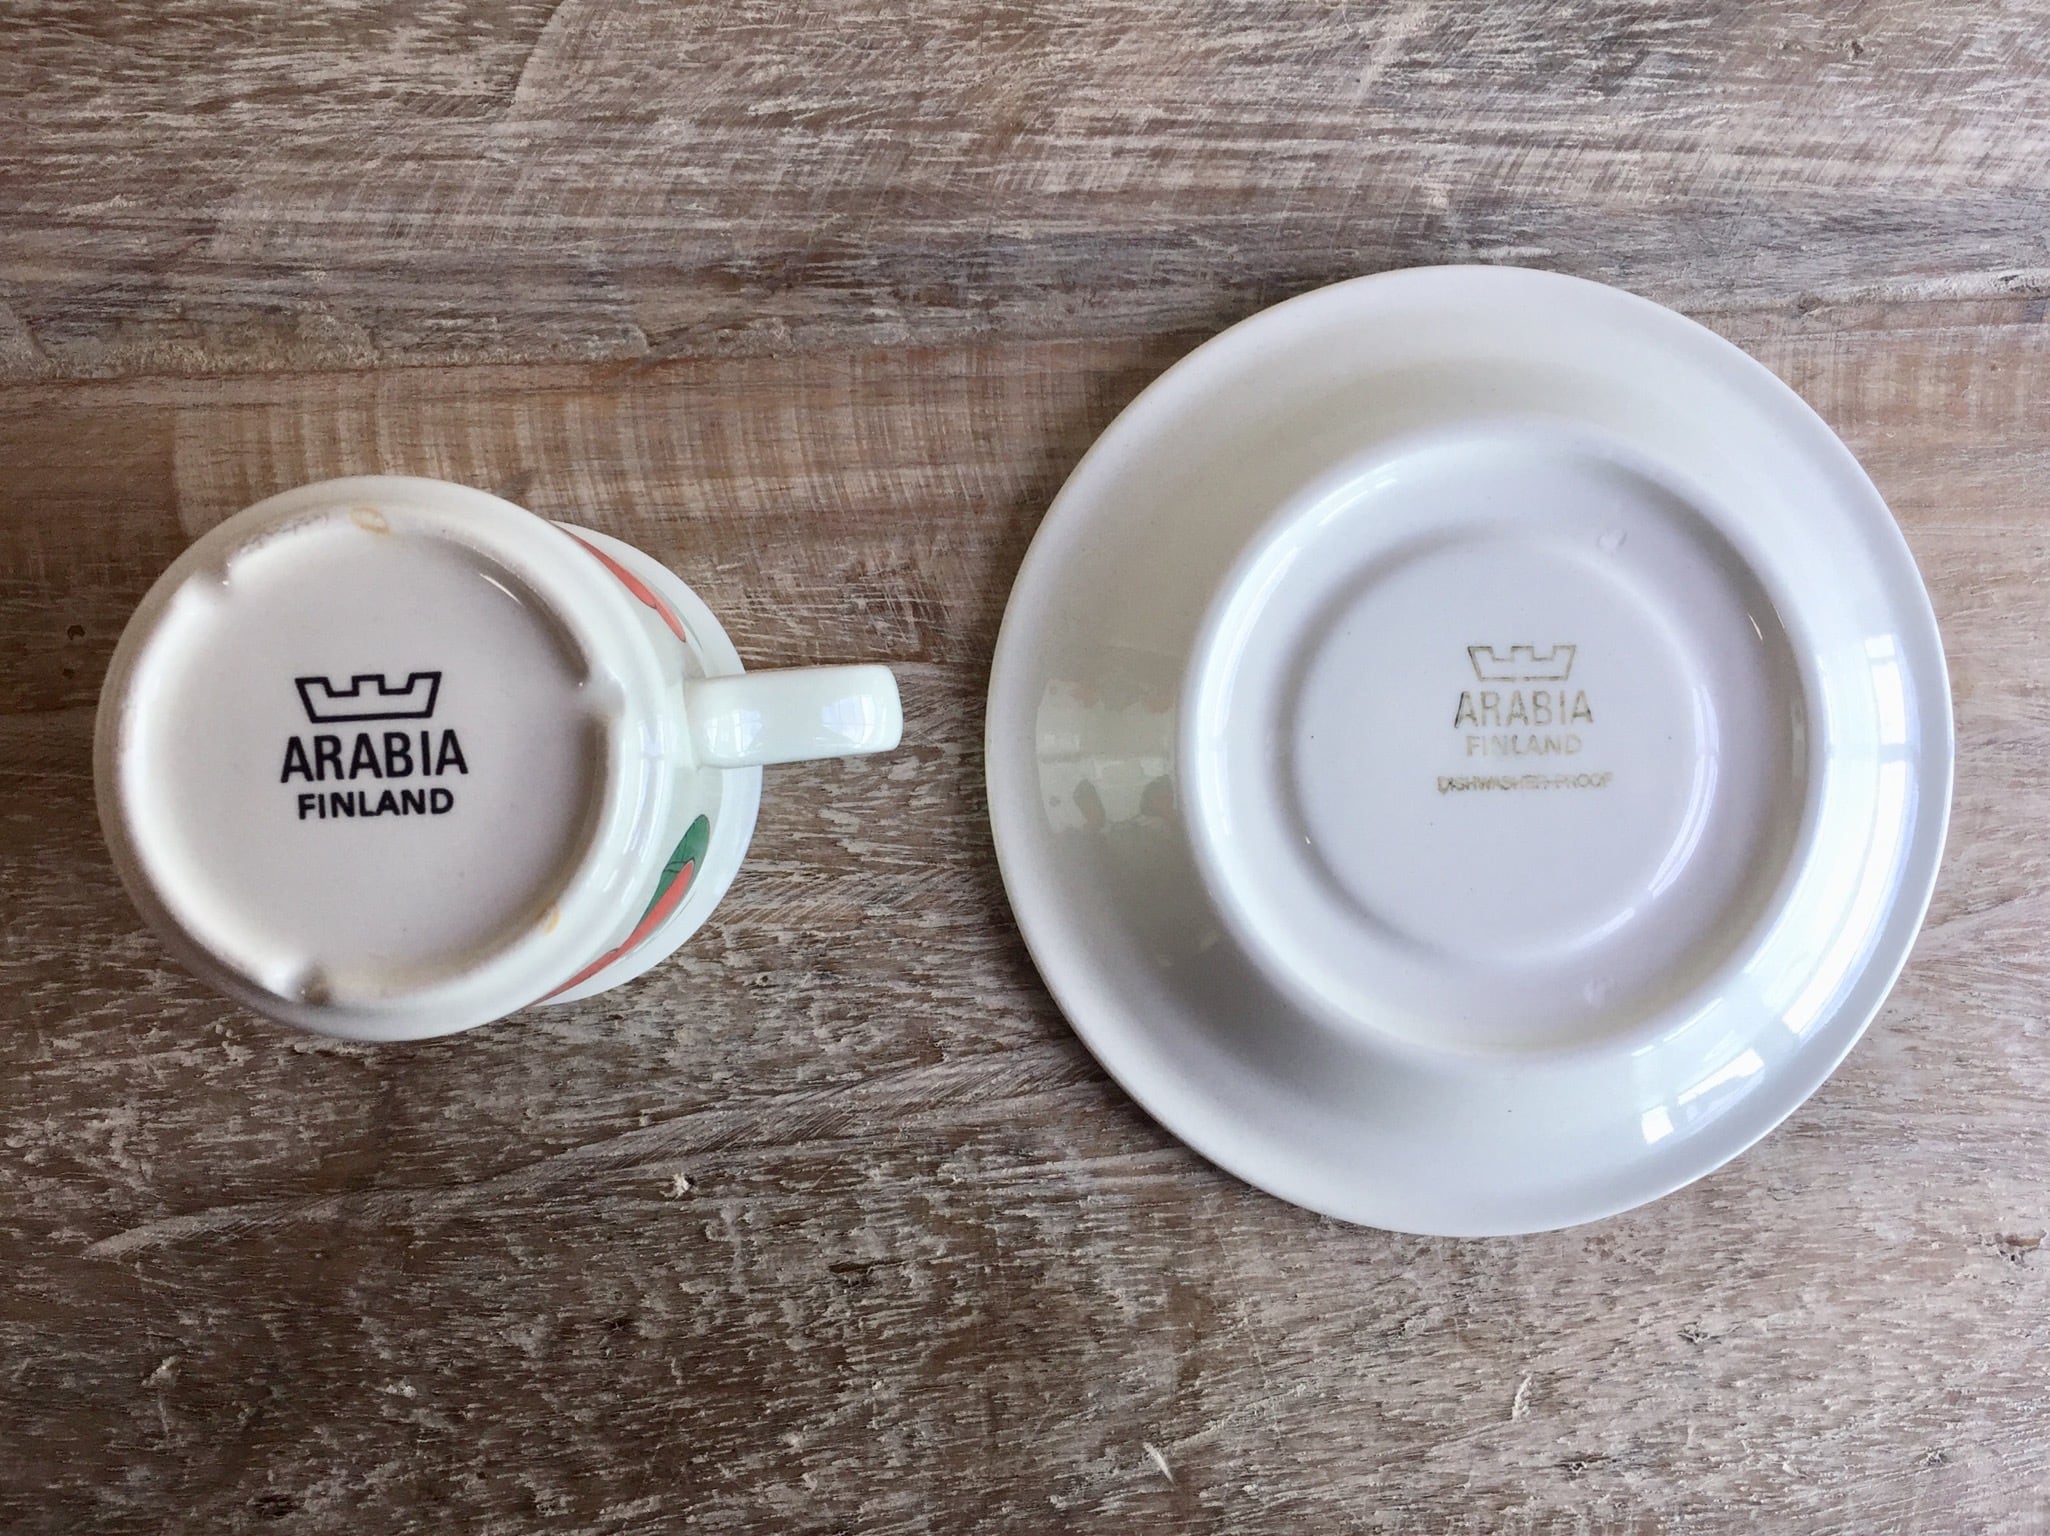 ARABIA
FINLAND
ARABIA
FINLAND
DISHWASHER PROOF